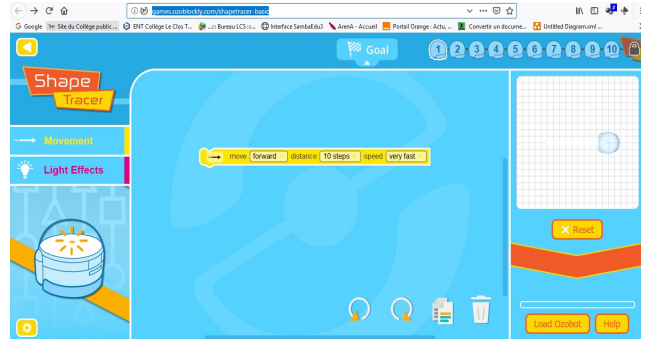 games.ozoblockly.com/shapetracer-basic
G Google
Site du Collège public ...
ENT Collège Le Clos T...
..::: Bureau LCS :::..
Interface SambaEdu3
ArenA - Accueil
Portail Orange : Actu, ...
Convertir un docume...
Untitled Diagram.xml ...
Goal
1 2 3 4 5 6 7 8 9 10
Shape
Tracer
Movement
Light Effects
move forward distance 10 steps speed very fast
X Reset
Load Ozobot
Help